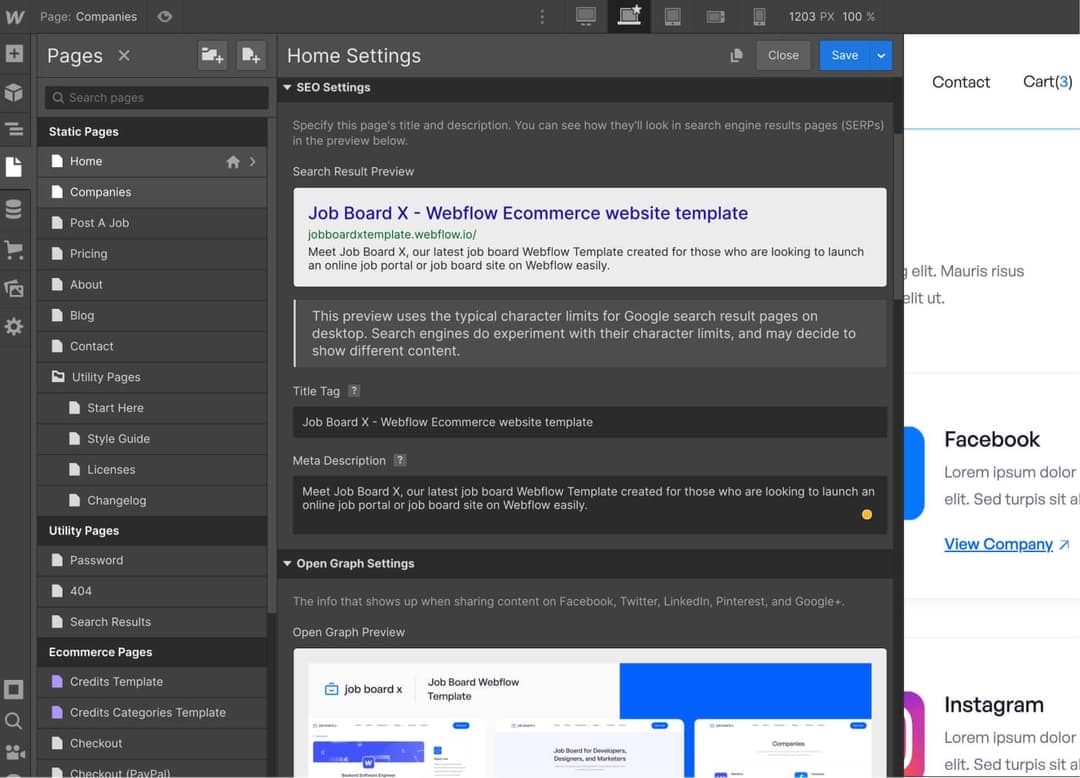 W
Page: Companies
1203 PX 100 %
Pages
Search pages
Static Pages
Home
Companies
Post A Job
Pricing
About
Blog
Contact
Utility Pages
Start Here
Style Guide
Licenses
Changelog
Utility Pages
Password
404
Search Results
Ecommerce Pages
Credits Template
Credits Categories Template
Checkout
Checkout (PayPal)
Home Settings
Close
Save
SEO Settings
Specify this page's title and description. You can see how they'll look in search engine results pages (SERPs)
in the preview below.
Search Result Preview
Job Board X - Webflow Ecommerce website template
jobboardxtemplate.webflow.io/
Meet Job Board X, our latest job board Webflow Template created for those who are looking to launch
an online job portal or job board site on Webflow easily.
This preview uses the typical character limits for Google search result pages on
desktop. Search engines do experiment with their character limits, and may decide to
show different content.
Title Tag ?
Job Board X - Webflow Ecommerce website template
Meta Description ?
Meet Job Board X, our latest job board Webflow Template created for those who are looking to launch an
online job portal or job board site on Webflow easily.
Open Graph Settings
The info that shows up when sharing content on Facebook, Twitter, LinkedIn, Pinterest, and Google+.
Open Graph Preview
job board x
Job Board Webflow
Template
Backend Software Engineer
Job Board for Developers,
Designers, and Marketers
Companies
Contact
Cart(3)
elit. Mauris risus
elit ut.
Facebook
Lorem ipsum dolor
elit. Sed turpis sit al
View Company
Instagram
Lorem ipsum dolor
elit. Sed turpis sit al